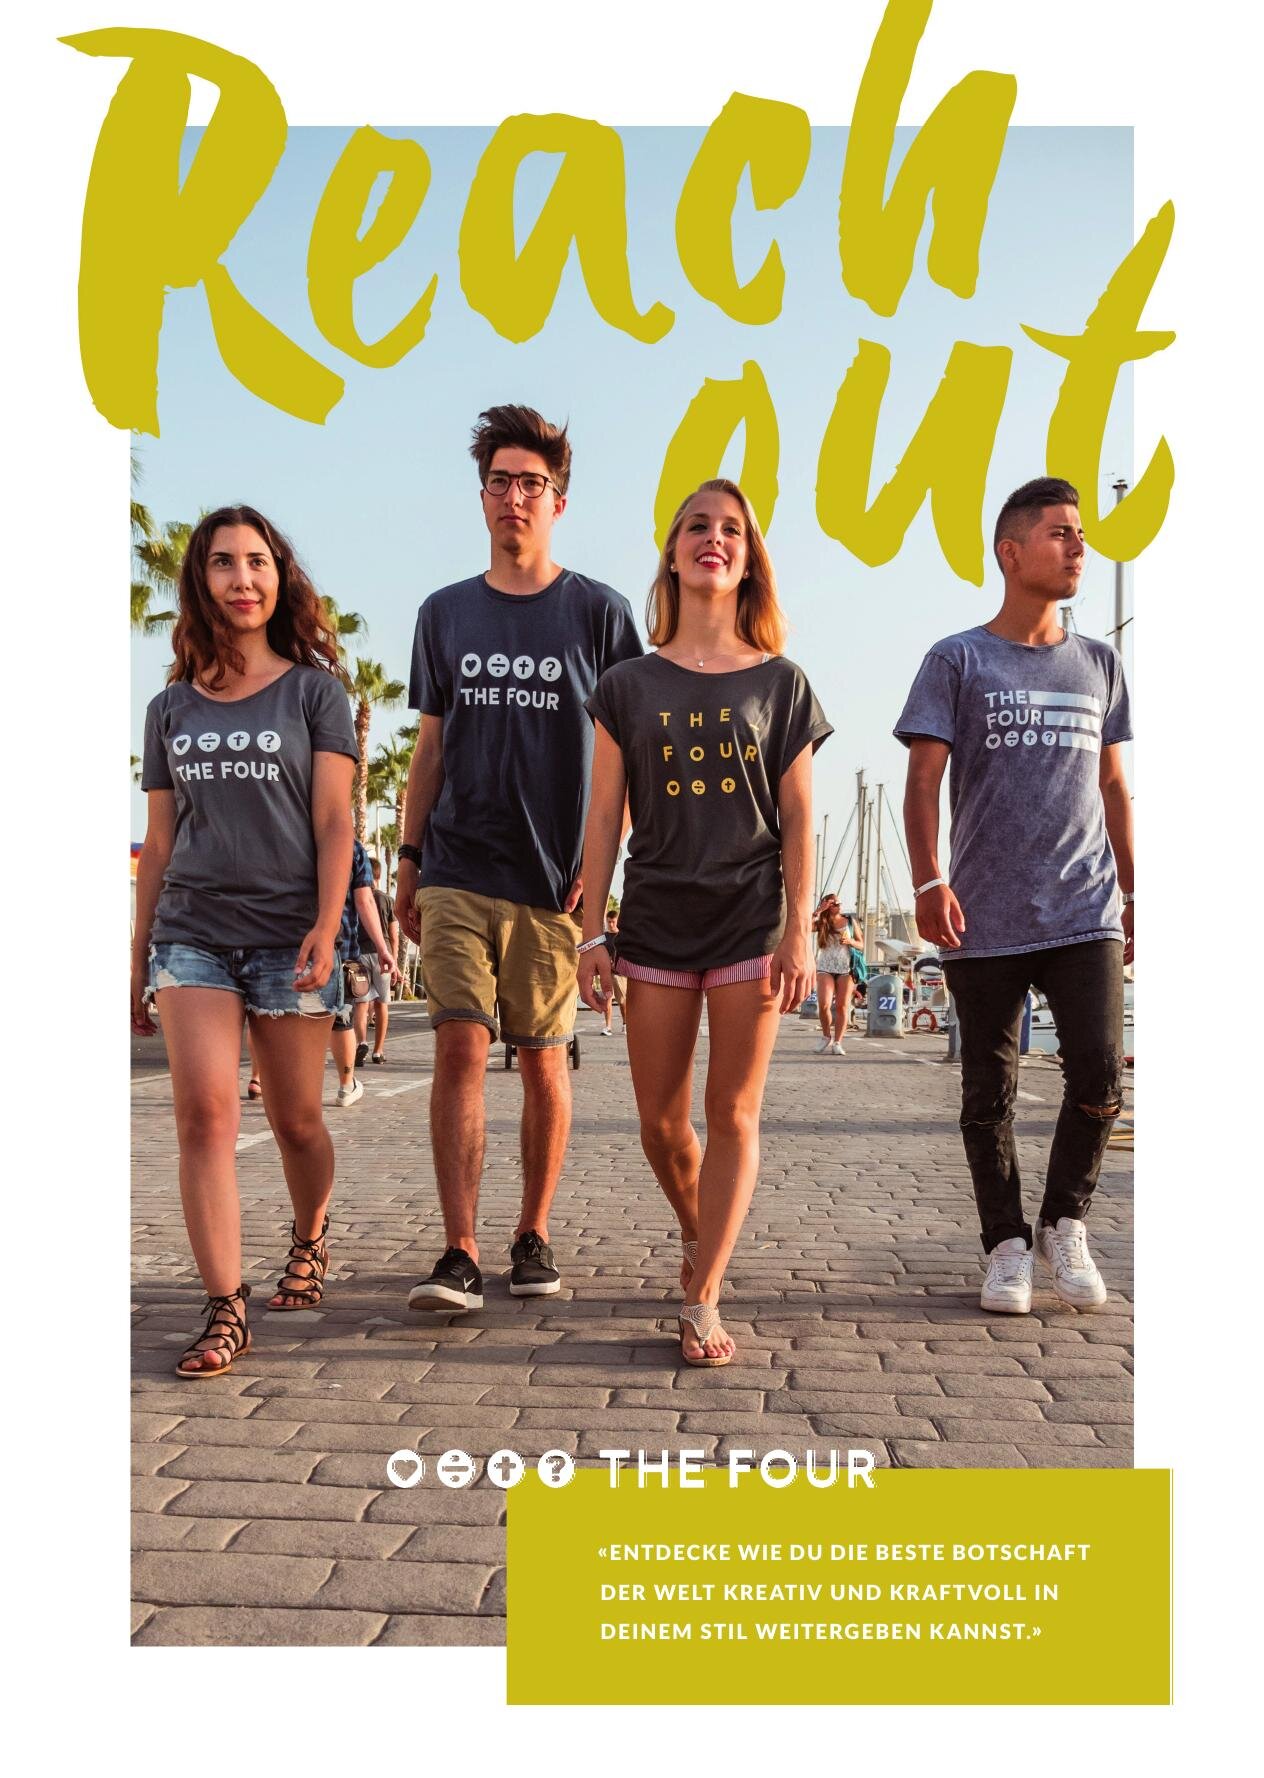 Reach
out
THE FOUR
THE FOUR
THE
FOUR
THE
FOUR
27
THE FOUR
«ENTDECKE WIE DU DIE BESTE BOTSCHAFT
DER WELT KREATIV UND KRAFTVOLL IN
DEINEM STIL WEITERGEBEN KANNST.»